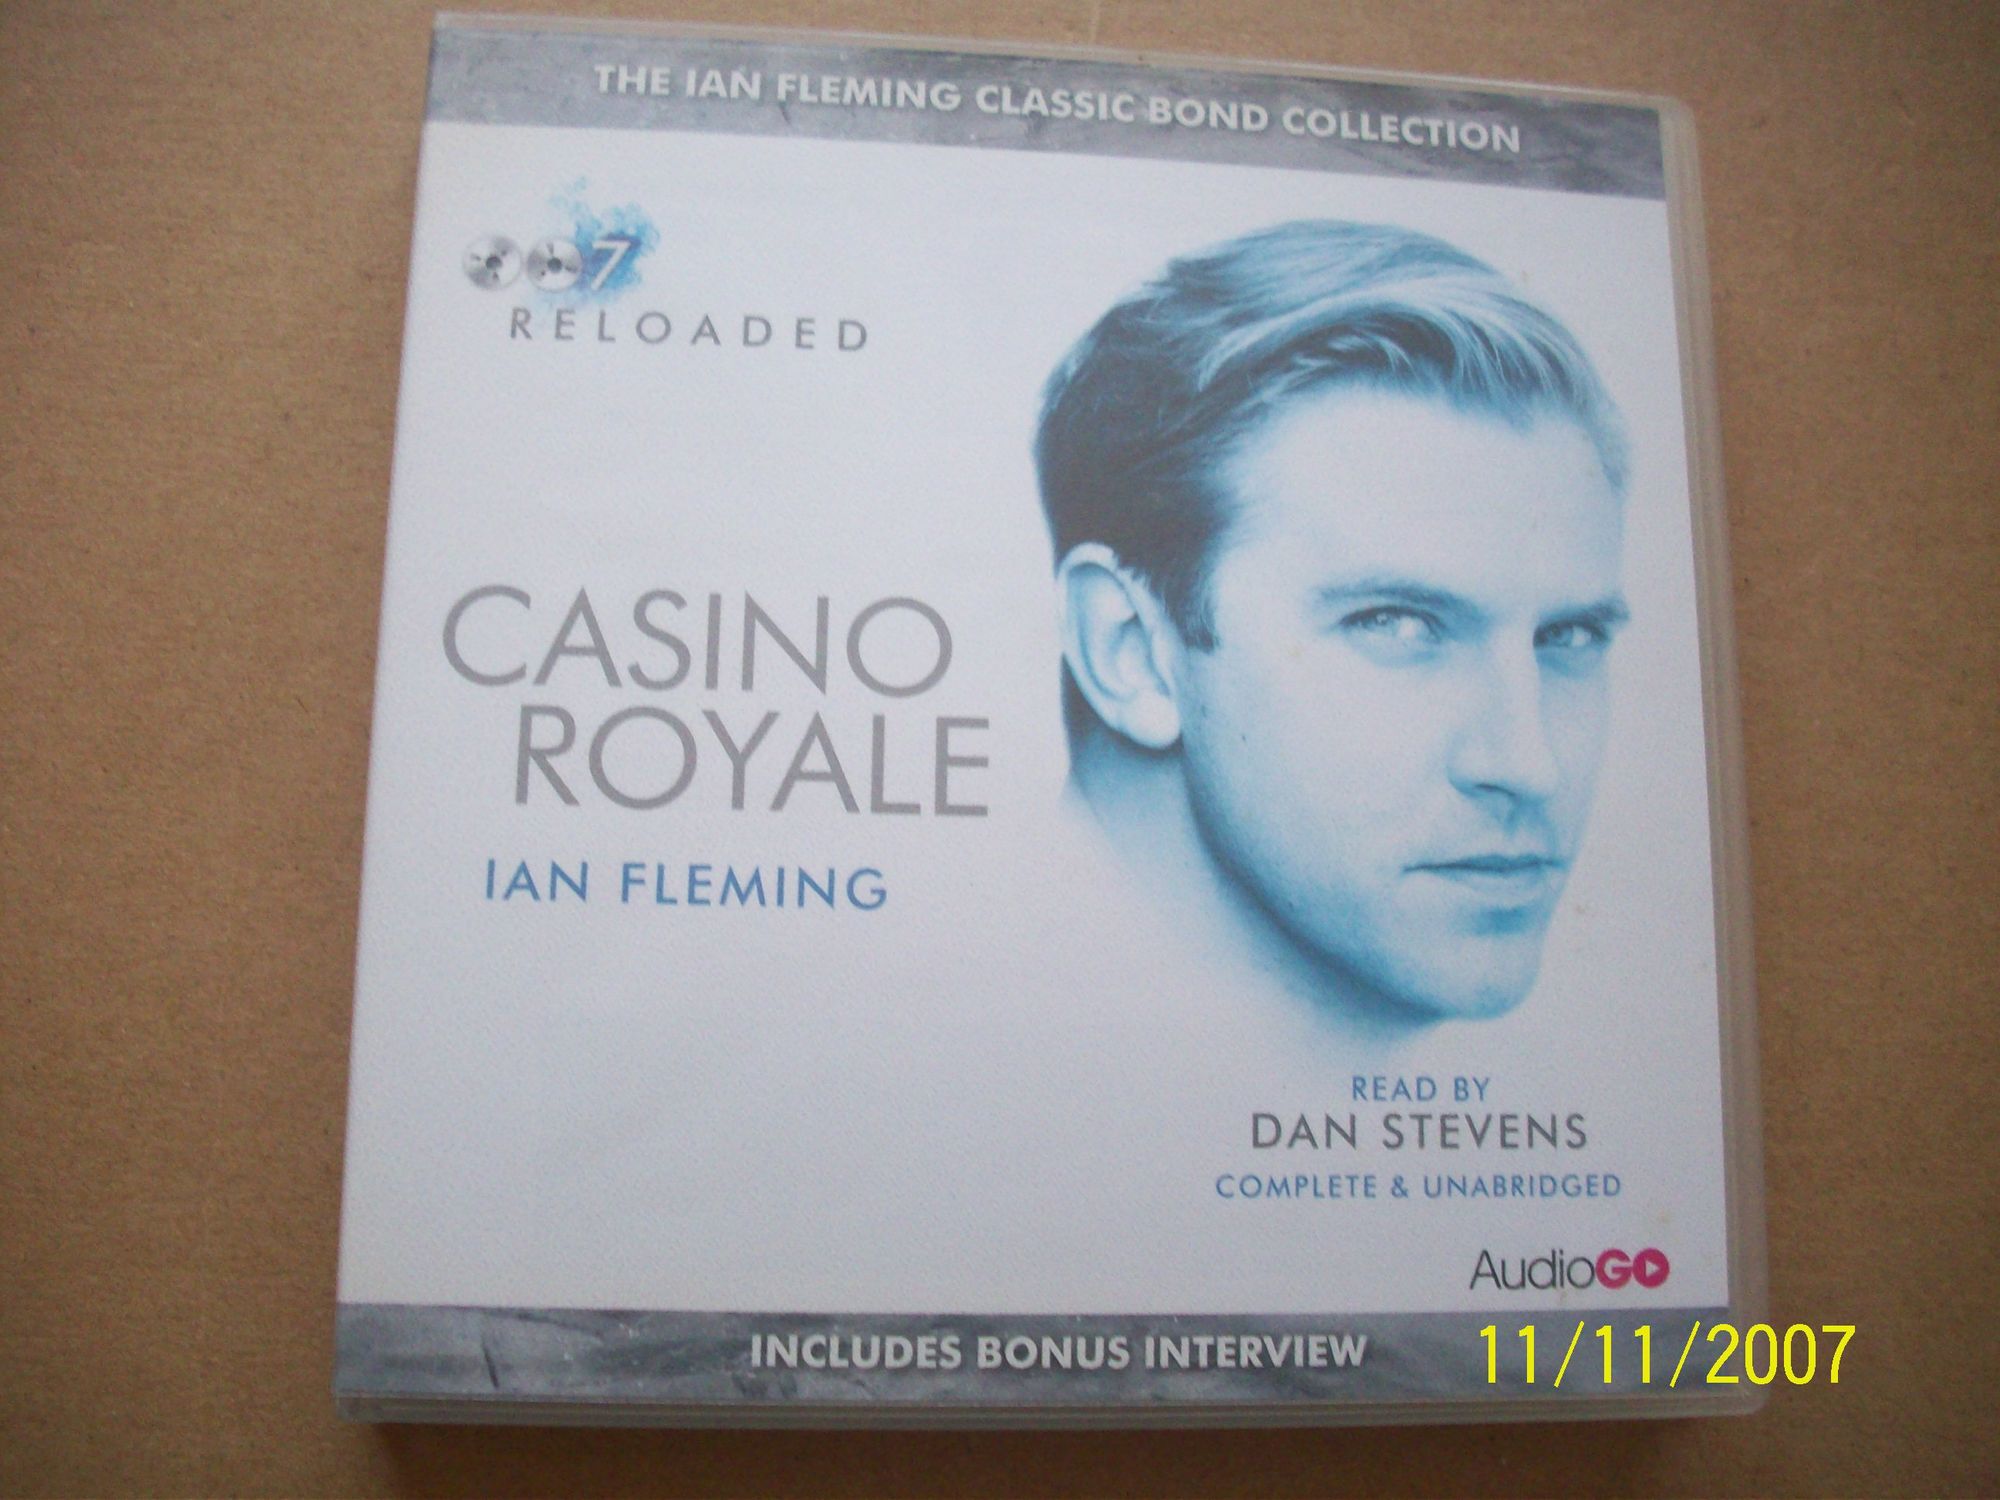 THE IAN FLEMING CLASSIC BOND COLLECTION
007
RELOADED
CASINO
ROYALE
IAN FLEMING
READ BY
DAN STEVENS
COMPLETE & UNABRIDGED
AudioGO
INCLUDES BONUS INTERVIEW
11/11/2007